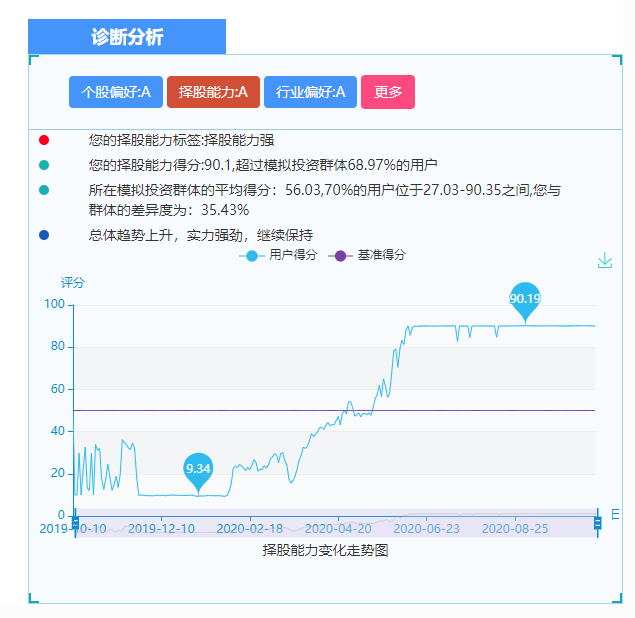 诊断分析
个股偏好:A 择股能力:A 行业偏好:A 更多
您的择股能力标签:择股能力强
您的择股能力得分:90.1,超过模拟投资群体68.97%的用户
所在模拟投资群体的平均得分：56.03,70%的用户位于27.03-90.35之间,您与
群体的差异度为：35.43%
总体趋势上升，实力强劲，继续保持
用户得分 基准得分
评分
100
90.19
80
60
40
9.34
20
0
日
2019-10-10 2019-12-10 2020-02-18 2020-04-20 2020-06-23 2020-08-25
择股能力变化走势图